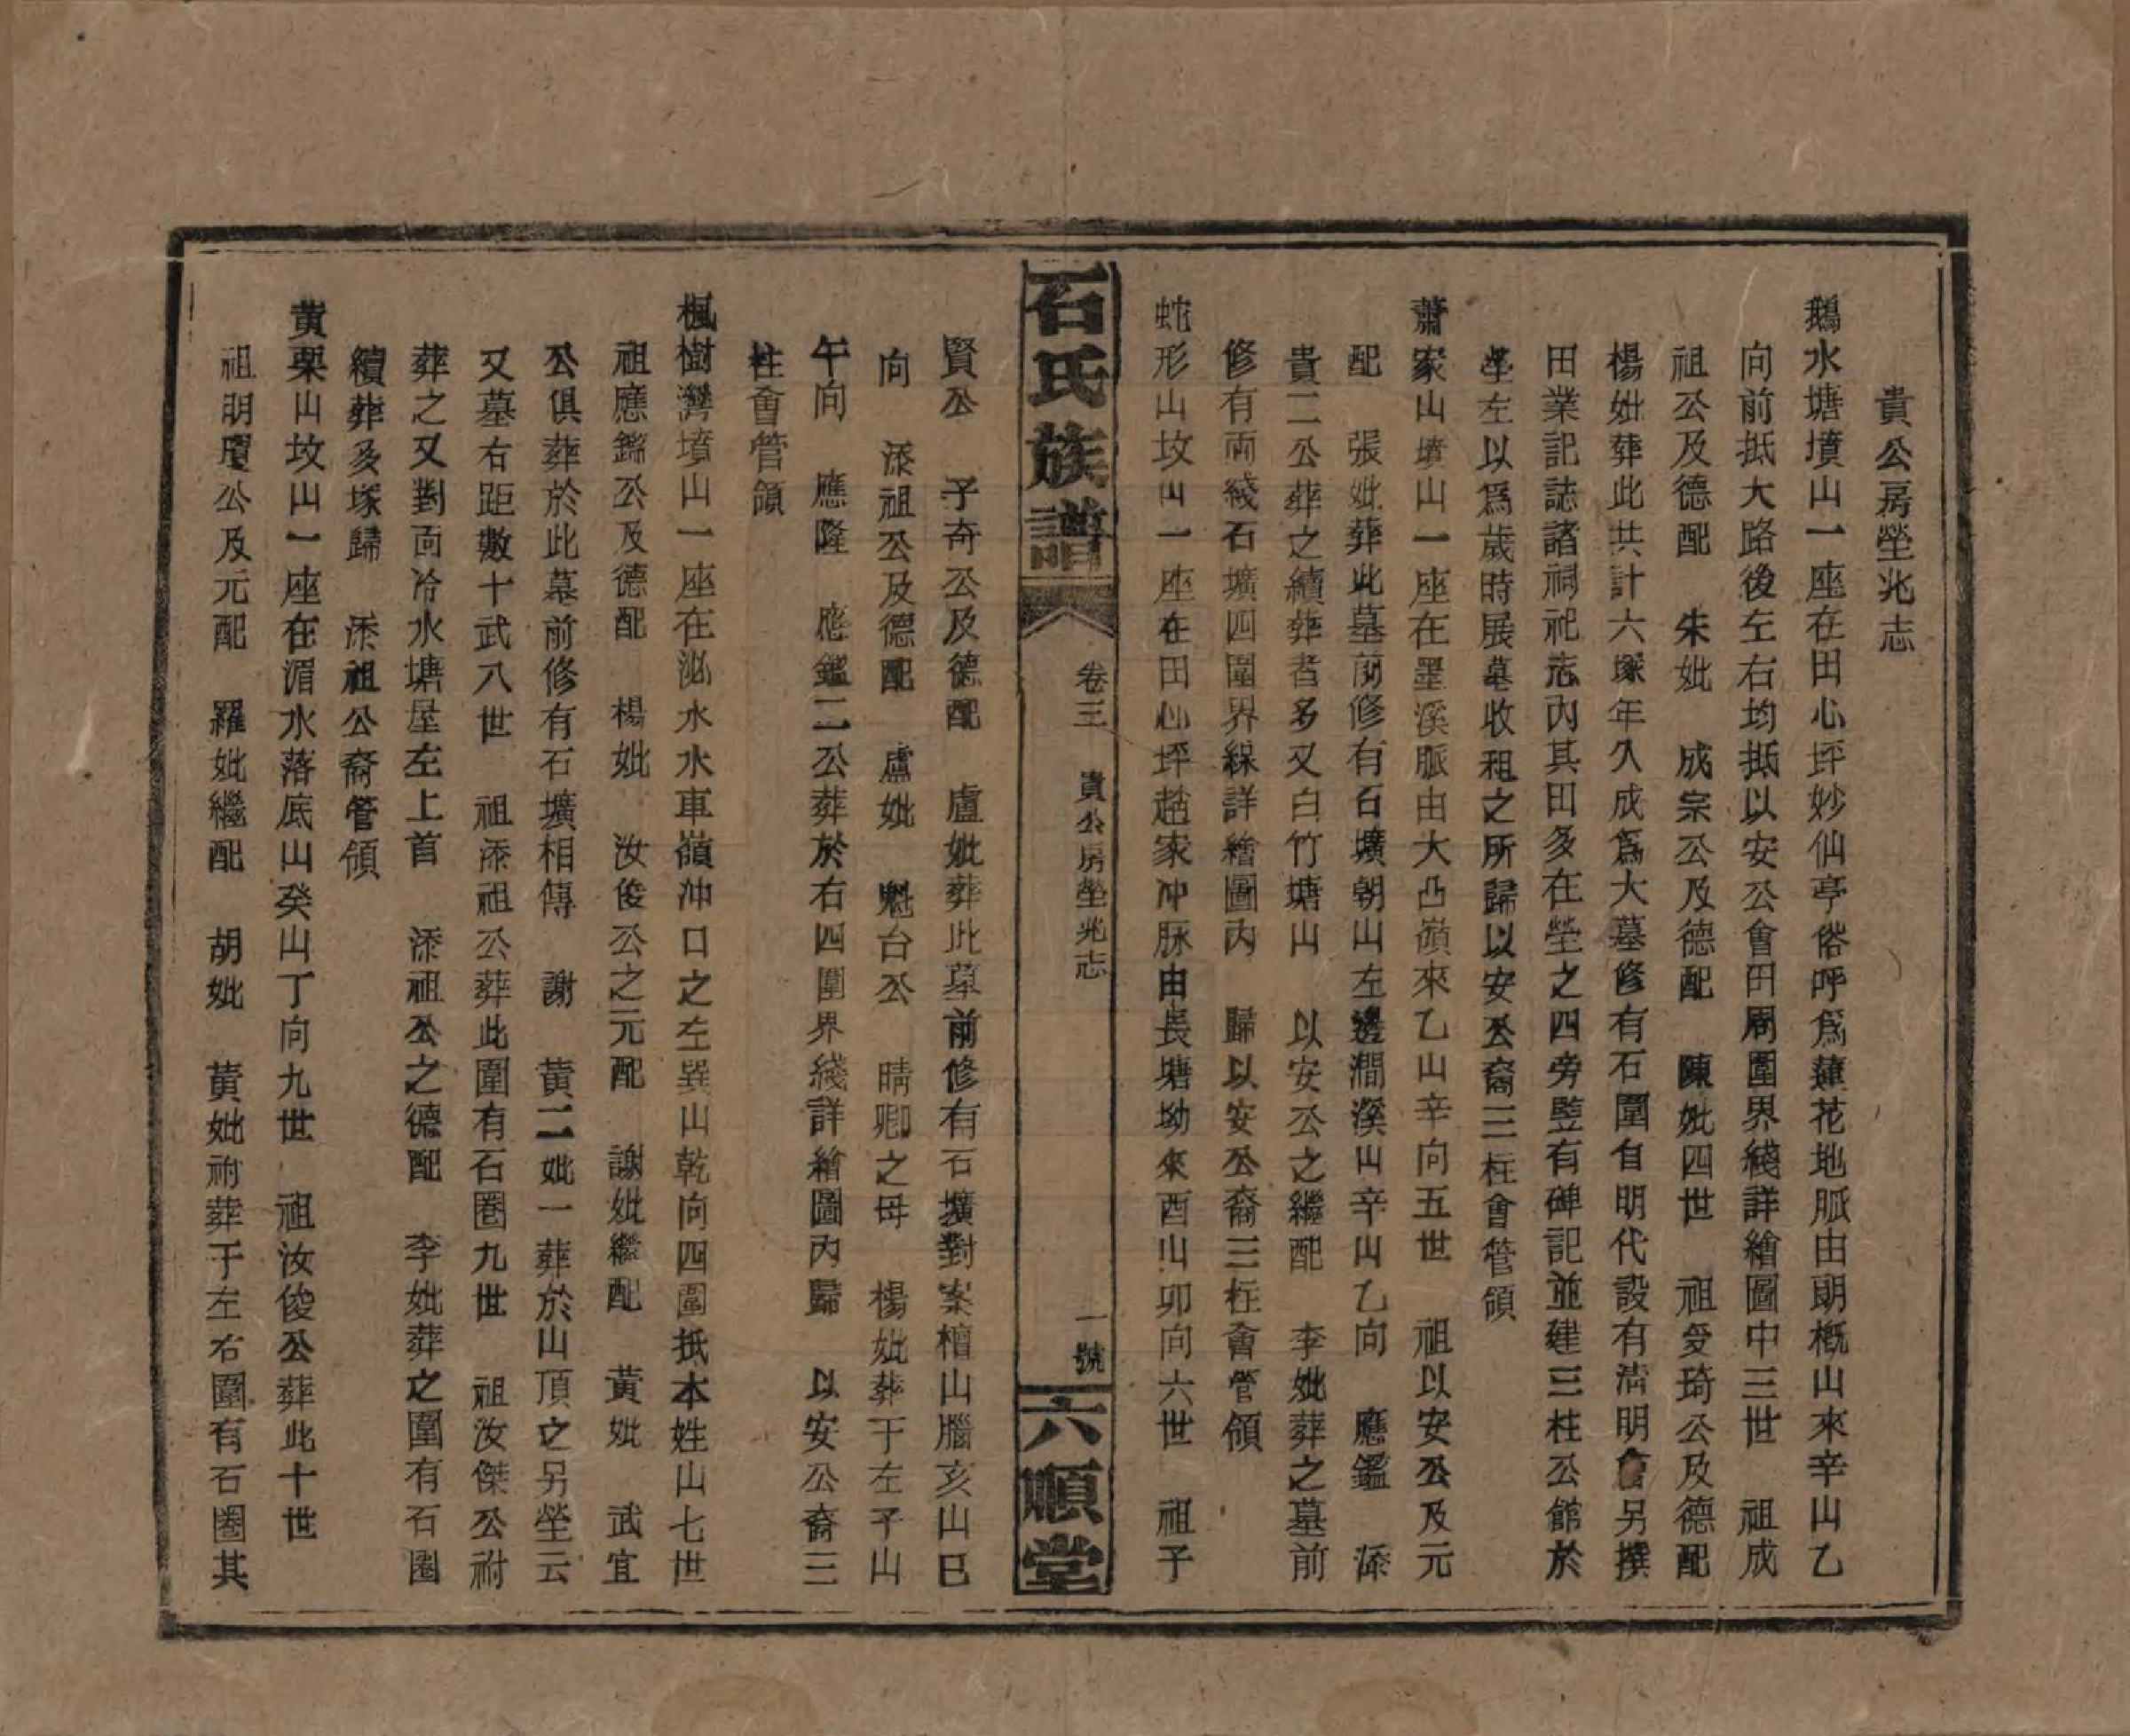 貴公房塋兆志
鵝水塘墳山一座在田心坪妙仙亭俗呼爲蓮花地脈由朗概山來辛山乙
向前抵大路後左右均抵以安公會田周圍界綫詳繪圖中三世　祖成
祖公及德配　朱妣　成宗公及德配　陳妣四世　祖受琦公及德配
楊妣葬此共計六塚年久成爲大墓修有石圍自明代設有淸明會另撰
田業記誌諸祠祀志內其田多在塋之四旁竪有碑記並建三柱公館於
塋左以爲歲時展墓收租之所歸以安公裔三柱會管領
蕭家山墳山一座在墨溪脈由大凸嶺來乙山辛向五世　祖以安公及元
配　張妣葬此墓前修有石壙朝山左邊澗溪山辛山乙向　應鑑　添
貴二公葬之續葬者多又白竹塘山　以安公之繼配　李妣葬之墓前
修有兩綫石壙四圍界線詳繪圖內　歸以安公裔三柱會管領
蛇形山坟山一座在田心坪趙家冲脉由長塘坳來酉山卯向六世　祖子
石氏族譜
卷三　貴公房塋兆志
一號
六順堂
賢公　子奇公及德配　盧妣葬此墓前修有石壙對案檀山腦亥山巳
向　添祖公及德配　盧妣　魁台公　晴卿之母　楊妣葬于左子山
午向　應隆　應鑑二公葬於右四圍界綫詳繪圖內歸　以安公裔三
柱會管領
楓樹灣墳山一座在泌水水車嶺冲口之左巽山乾向四圍抵本姓山七世
祖應鑑公及德配　楊妣　汝俊公之元配　謝妣繼配　黃妣　武宜
公俱葬於此墓前修有石壙相傳　謝　黃二妣一葬於山頂之另塋云
又墓右距數十武八世　祖添祖公葬此圍有石圈九世　祖汝傑公祔
葬之又對面冷水塘屋左上首　添祖公之德配　李妣葬之圍有石圈
續葬多塚歸　添祖公裔管領
黃栗山坟山一座在湄水落底山癸山丁向九世　祖汝俊公葬此十世
祖明賡公及元配　羅妣繼配　胡妣　黃妣祔葬于左右圍有石圈其